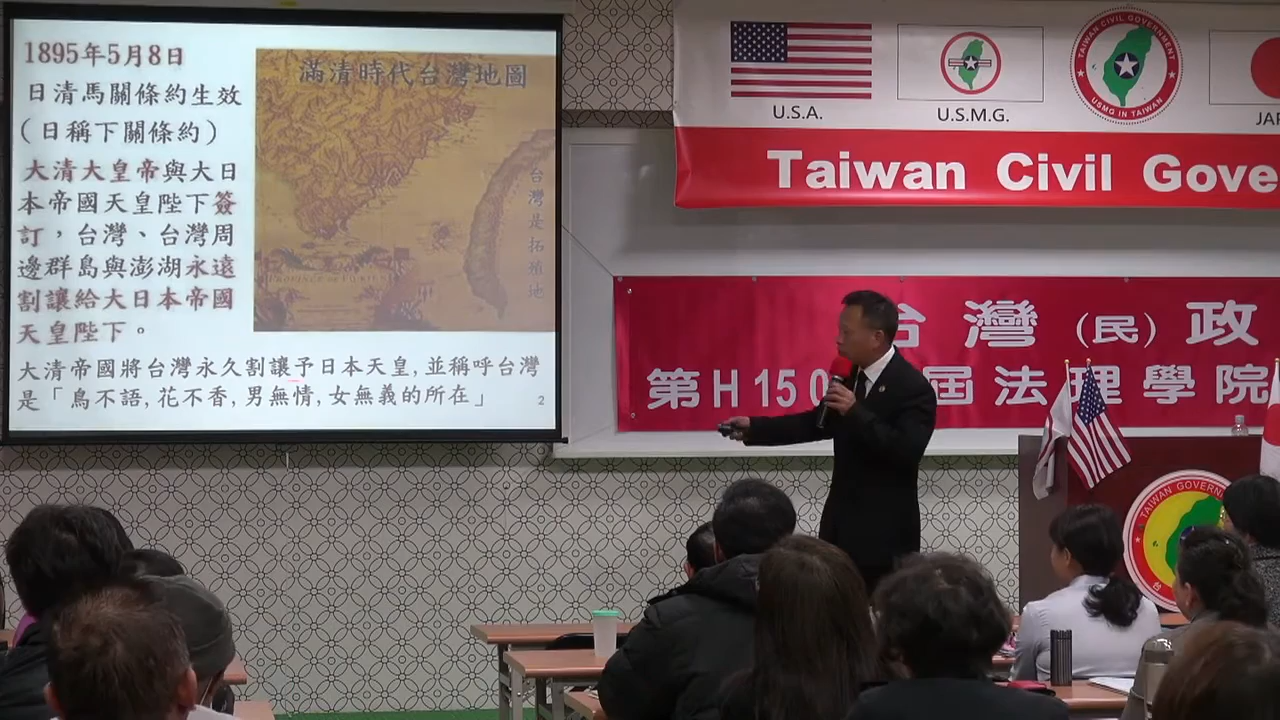 1895年5月8日
日清馬關條約生效
(日稱下關條約)
大清大皇帝與大日
本帝國天皇陛下簽
訂，台灣、台灣周
邊群島與澎湖永遠
割讓給大日本帝國
天皇陛下。
滿清時代台灣地圖
台灣是拓殖地
大清帝國將台灣永久割讓予日本天皇,並稱呼台灣
是「鳥不語,花不香,男無情,女無義的所在」
2
U.S.A.
U.S.M.G.
TAIWAN CIVIL GOVERNMENT
USMG IN TAIWAN
JAP
Taiwan Civil Gove
台灣(民)政
第H150 屆法理學院
TAIWAN GOVERN
台